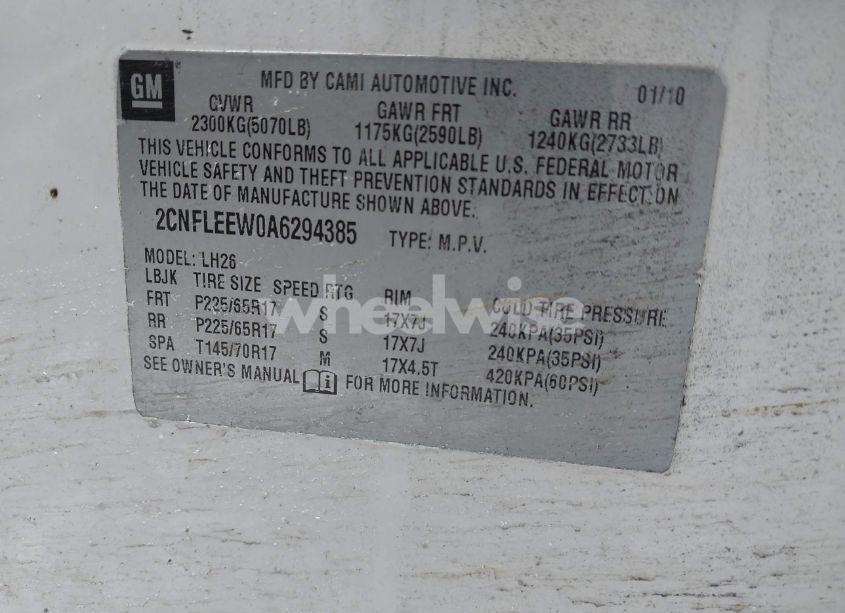 GM
MFD BY CAMI AUTOMOTIVE INC. 01/10
GVWR GAWR FRT GAWR RR
2300KG(5070LB) 1175KG(2590LB) 1240KG(2733LB)
THIS VEHICLE CONFORMS TO ALL APPLICABLE U.S. FEDERAL MOTOR
VEHICLE SAFETY AND THEFT PREVENTION STANDARDS IN EFFECT ON
THE DATE OF MANUFACTURE SHOWN ABOVE.
2CNFLEEW0A6294385 TYPE: M.P.V.
MODEL: LH26
LBJK TIRE SIZE SPEED RTG RIM COLD TIRE PRESSURE
FRT P225/65R17 S 17X7J 240KPA(35PSI)
RR P225/65R17 S 17X7J 240KPA(35PSI)
SPA T145/70R17 M 17X4.5T 420KPA(60PSI)
SEE OWNER'S MANUAL i FOR MORE INFORMATION.
wheelwise